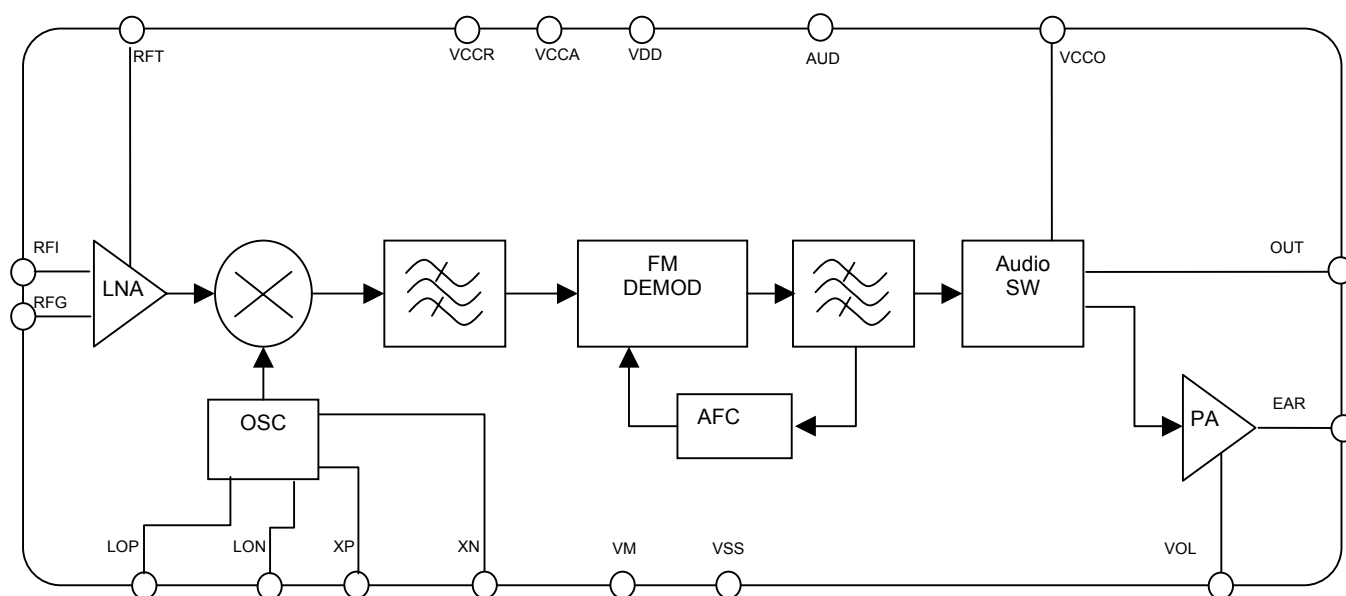 RFT
VCCR
VCCA
VDD
AUD
VCCO
RFI
RFG
LNA
FM
DEMOD
Audio
SW
OUT
OSC
AFC
PA
EAR
LOP
LON
XP
XN
VM
VSS
VOL